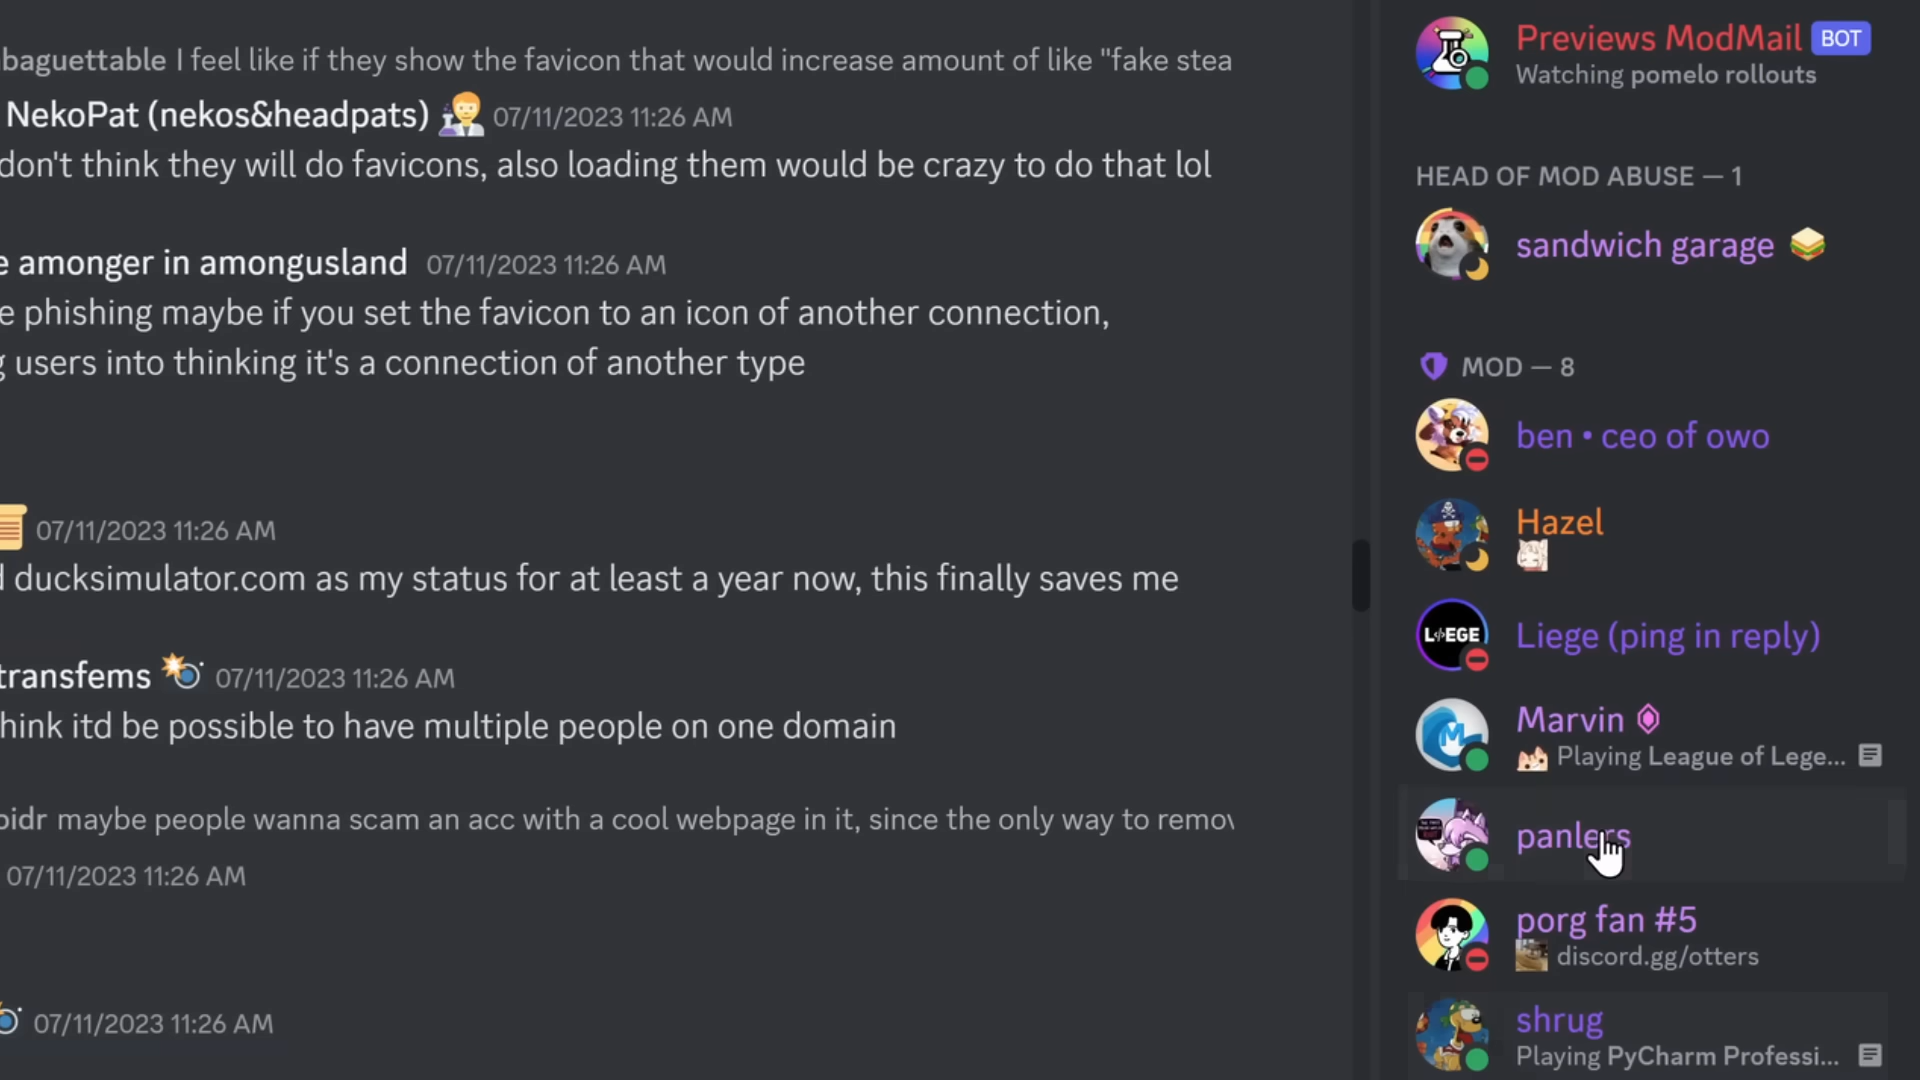 baguettable I feel like if they show the favicon that would increase amount of like "fake stea
NekoPat (nekos&headpats) 07/11/2023 11:26 AM
don't think they will do favicons, also loading them would be crazy to do that lol
e amonger in amongusland 07/11/2023 11:26 AM
e phishing maybe if you set the favicon to an icon of another connection,
g users into thinking it's a connection of another type
07/11/2023 11:26 AM
d ducksimulator.com as my status for at least a year now, this finally saves me
transfems 07/11/2023 11:26 AM
hink itd be possible to have multiple people on one domain
oidr maybe people wanna scam an acc with a cool webpage in it, since the only way to remov
07/11/2023 11:26 AM
07/11/2023 11:26 AM
Previews ModMail BOT
Watching pomelo rollouts
HEAD OF MOD ABUSE — 1
sandwich garage
MOD — 8
ben • ceo of owo
Hazel
LIEGE
Liege (ping in reply)
Marvin
Playing League of Lege...
panlers
porg fan #5
discord.gg/otters
shrug
Playing PyCharm Professi...